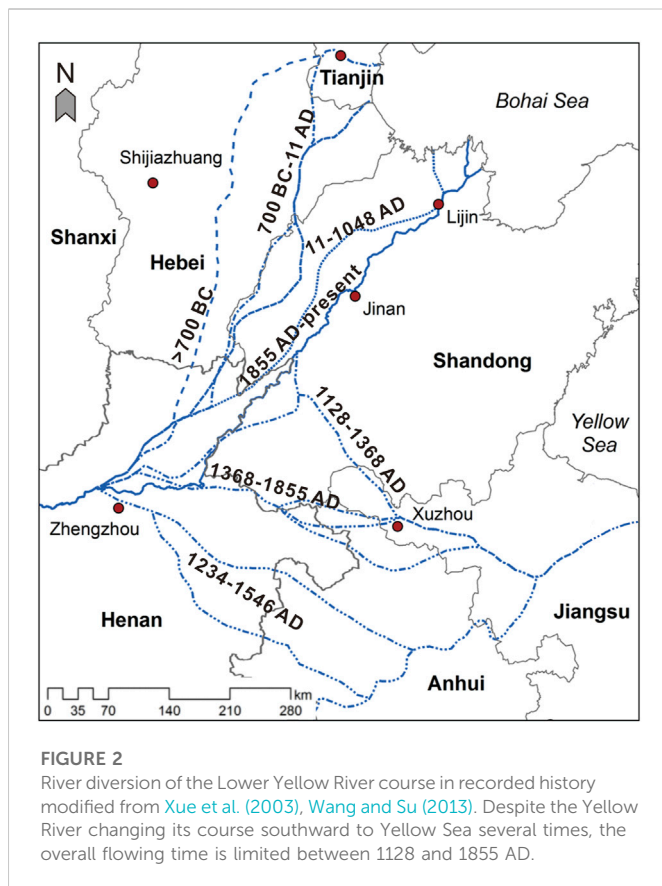 N
Tianjin
Bohai Sea
Shijiazhuang
700 BC-11 AD
Shanxi
Hebei
11-1048 AD
Lijin
>700 BC
1855 AD-present
Jinan
Shandong
1128-1368 AD
Yellow
Sea
1368-1855 AD
Xuzhou
Zhengzhou
1234-1546 AD
Henan
Jiangsu
Anhui
km
0 35 70 140 210 280
FIGURE 2
River diversion of the Lower Yellow River course in recorded history
modified from Xue et al. (2003), Wang and Su (2013). Despite the Yellow
River changing its course southward to Yellow Sea several times, the
overall flowing time is limited between 1128 and 1855 AD.